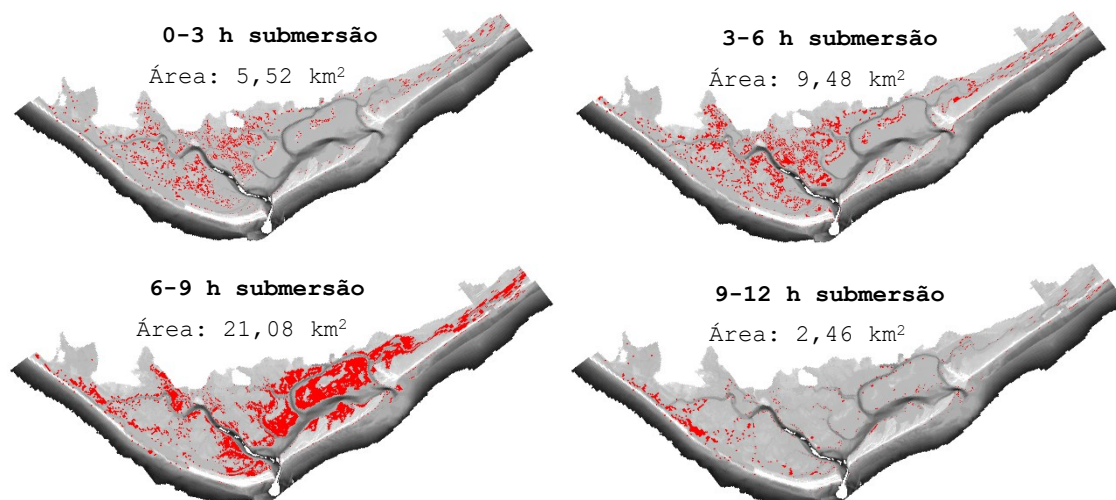 0-3 h submersão
Área: 5,52 km²
3-6 h submersão
Área: 9,48 km²
6-9 h submersão
Área: 21,08 km²
9-12 h submersão
Área: 2,46 km²